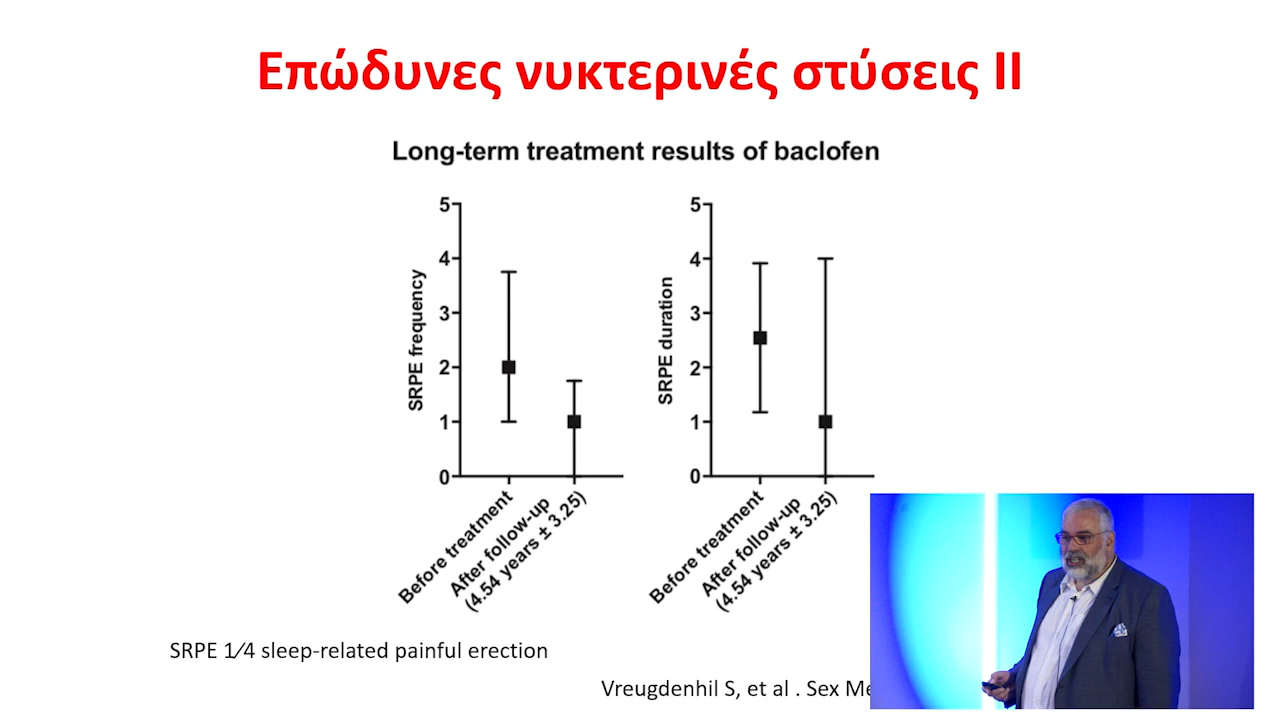 Επώδυνες νυκτερινές στύσεις II
Long-term treatment results of baclofen
SRPE frequency
5
4
3
2
1
0
Before treatment
After follow-up
(4.54 years ± 3.25)
SRPE duration
5
4
3
2
1
0
Before treatment
After follow-up
(4.54 years ± 3.25)
SRPE 1⁄4 sleep-related painful erection
Vreugdenhil S, et al . Sex